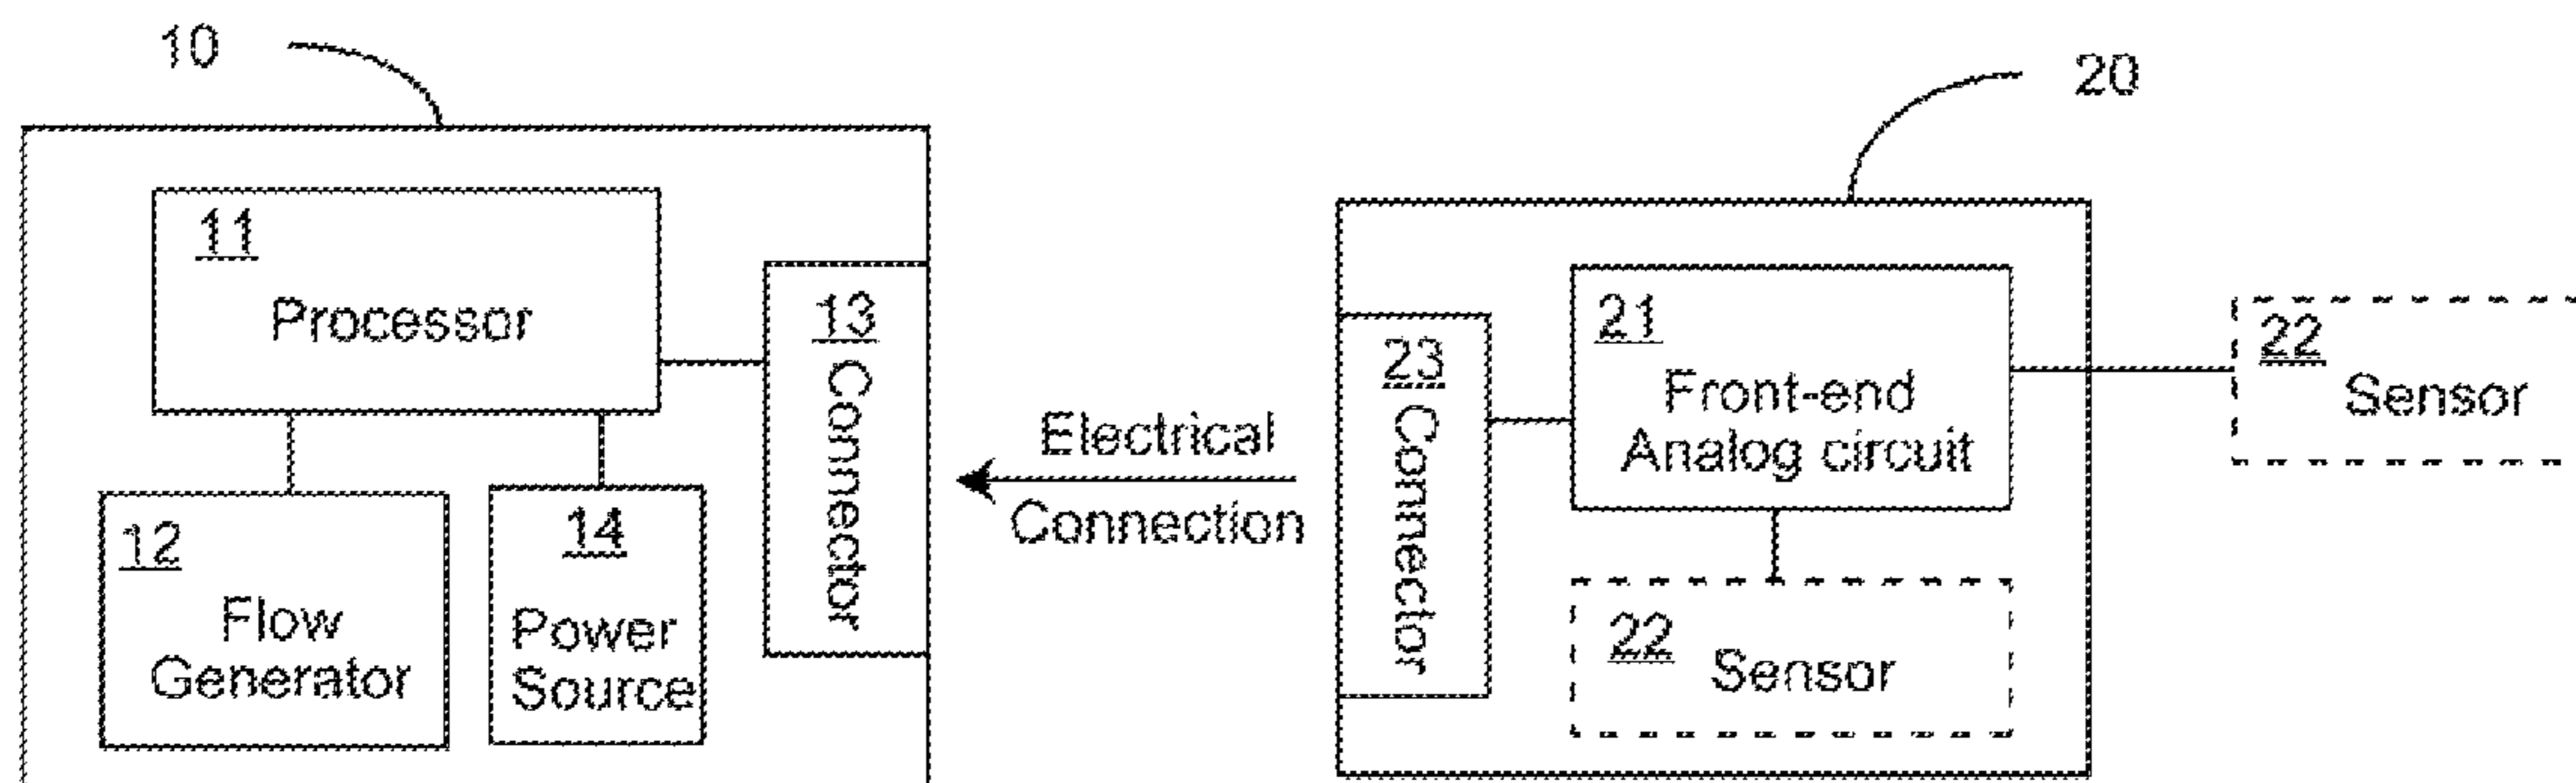 10
20
11
Processor
13
Connector
12
Flow
Generator
14
Power
Source
Electrical
Connection
23
Connector
21
Front-end
Analog circuit
22
Sensor
22
Sensor